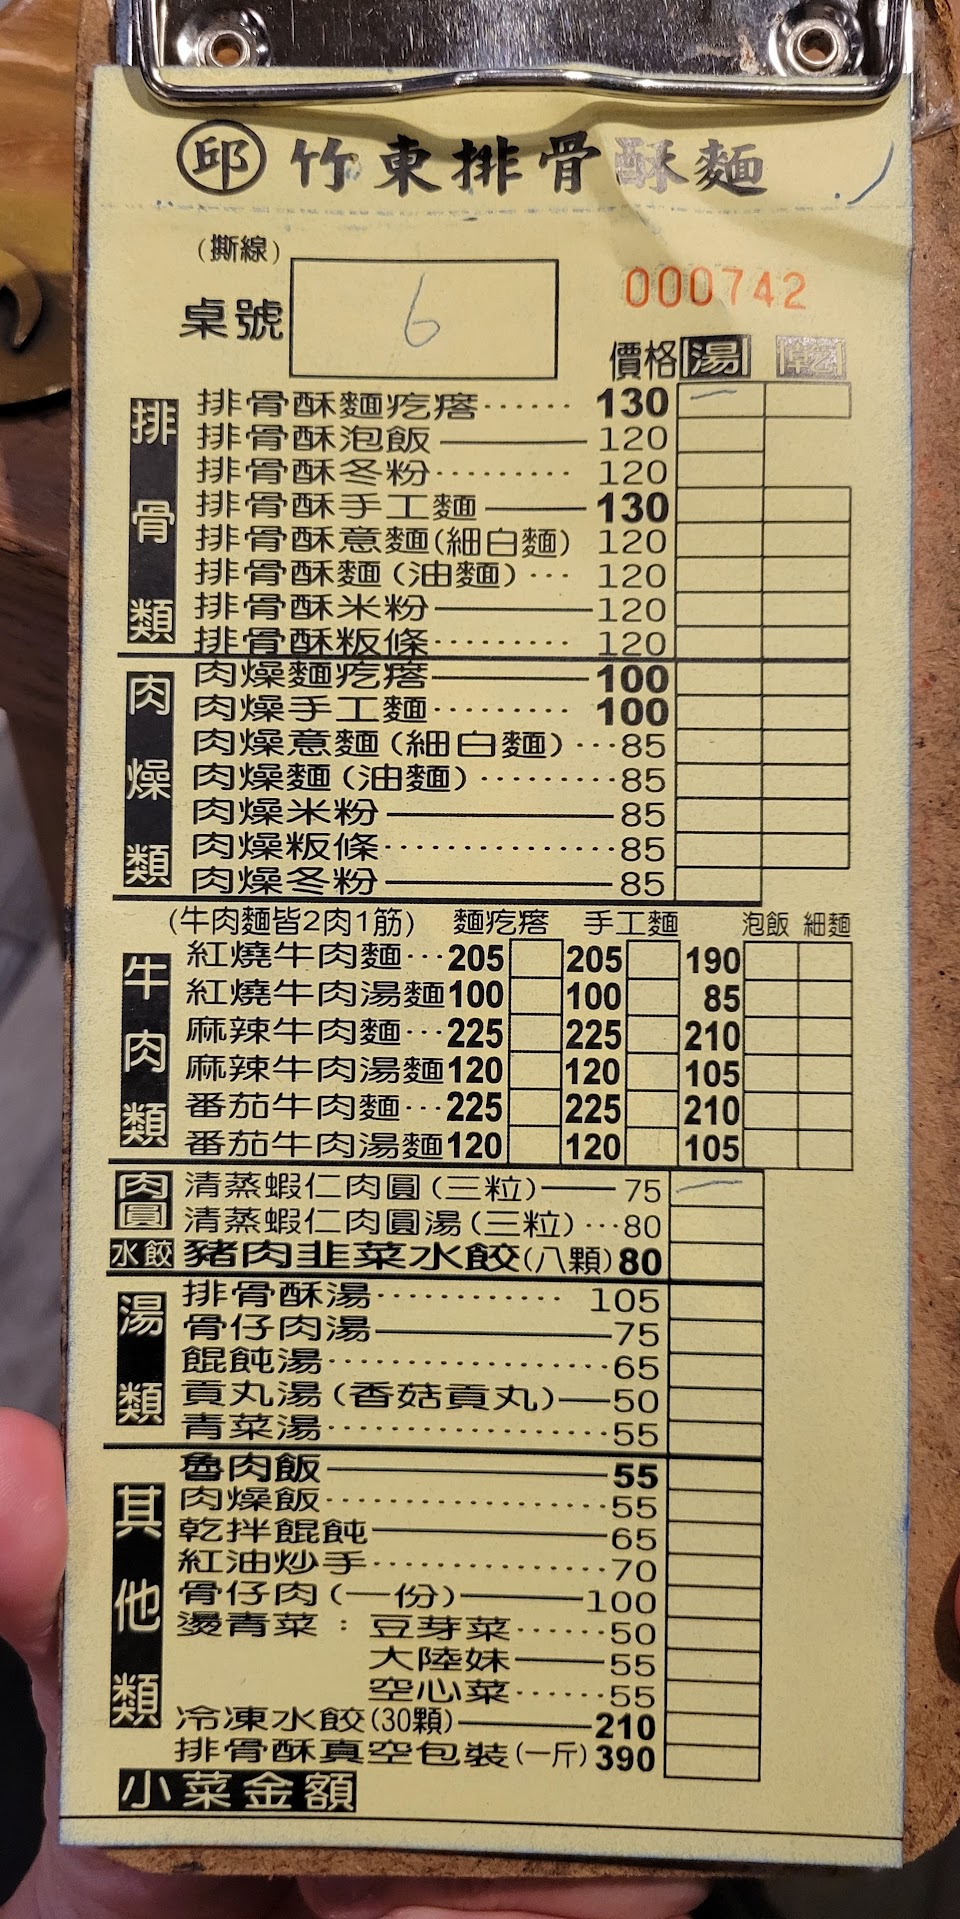 邱 竹東排骨酥麵
(撕線)
桌號 6 000742
價格 湯 乾
排骨類
排骨酥麵疙瘩‥‥‥ 130 一
排骨酥泡飯—— 120
排骨酥冬粉‥‥‥‥ 120
排骨酥手工麵—— 130
排骨酥意麵(細白麵) 120
排骨酥麵(油麵)‥‥ 120
排骨酥米粉—— 120
排骨酥粄條‥‥‥‥ 120
肉燥類
肉燥麵疙瘩—— 100
肉燥手工麵‥‥‥‥ 100
肉燥意麵(細白麵)‥‥85
肉燥麵(油麵)‥‥‥‥85
肉燥米粉——85
肉燥粄條‥‥‥‥‥‥85
肉燥冬粉——85
(牛肉麵皆2肉1筋) 麵疙瘩 手工麵 泡飯 細麵
牛肉類
紅燒牛肉麵‥‥205 205 190
紅燒牛肉湯麵100 100 85
麻辣牛肉麵‥‥225 225 210
麻辣牛肉湯麵120 120 105
番茄牛肉麵‥‥225 225 210
番茄牛肉湯麵120 120 105
肉圓
清蒸蝦仁肉圓(三粒)——75 一
清蒸蝦仁肉圓湯(三粒)‥‥80
水餃 豬肉韭菜水餃(八顆)80
湯類
排骨酥湯‥‥‥‥‥‥ 105
骨仔肉湯——75
餛飩湯‥‥‥‥‥‥‥‥65
貢丸湯(香菇貢丸)—50
青菜湯‥‥‥‥‥‥‥‥55
其他類
魯肉飯——55
肉燥飯‥‥‥‥‥‥‥‥55
乾拌餛飩——65
紅油炒手‥‥‥‥‥‥70
骨仔肉(一份)——100
燙青菜：豆芽菜‥‥‥50
大陸妹——55
空心菜‥‥‥55
冷凍水餃(30顆)——210
排骨酥真空包裝(一斤)390
小菜金額